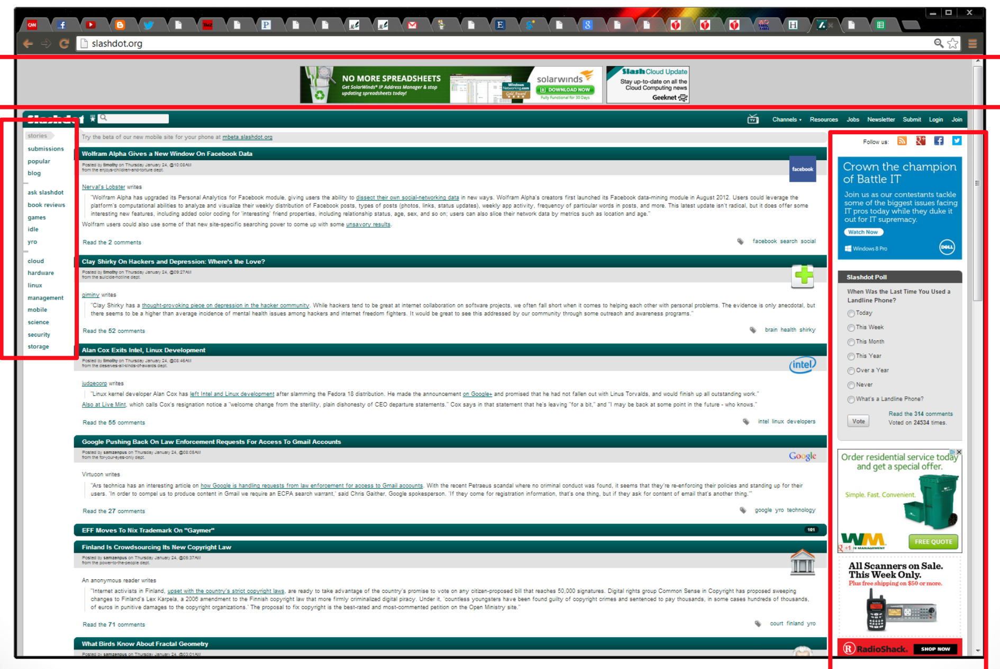 slashdot.org
NO MORE SPREADSHEETS
Get SolarWinds® IP Address Manager & stop
updating spreadsheets today!
Windows
Networking.com
Gold Award
solarwinds
DOWNLOAD NOW
Fully Functional for 30 Days
SlashCloud Update
Stay up-to-date on all the
Cloud Computing news
Geeknet
Slashdot
Channels Resources Jobs Newsletter Submit Login Join
stories
submissions
popular
blog
ask slashdot
book reviews
games
idle
yro
cloud
hardware
linux
management
mobile
science
security
storage
Try the beta of our new mobile site for your phone at mbeta.slashdot.org
Wolfram Alpha Gives a New Window On Facebook Data
Posted by timothy on Thursday January 24, @10:08AM
from the enjoys-children-and-torture dept.
facebook
Nerval's Lobster writes
"Wolfram Alpha has upgraded its Personal Analytics for Facebook module, giving users the ability to dissect their own social-networking data in new ways. Wolfram Alpha's creators first launched its Facebook data-mining module in August 2012. Users could leverage the
platform's computational abilities to analyze and visualize their weekly distribution of Facebook posts, types of posts (photos, links, status updates), weekly app activity, frequency of particular words in posts, and more. This latest update isn't radical, but it does offer some
interesting new features, including added color coding for 'interesting' friend properties, including relationship status, age, sex, and so on; users can also slice their network data by metrics such as location and age."
Wolfram users could also use some of that new site-specific searching power to come up with some unsavory results.
Read the 2 comments
facebook search social
Clay Shirky On Hackers and Depression: Where's the Love?
Posted by timothy on Thursday January 24, @09:27AM
from the suicide-hotline dept.
giminy writes
"Clay Shirky has a thought-provoking piece on depression in the hacker community. While hackers tend to be great at internet collaboration on software projects, we often fall short when it comes to helping each other with personal problems. The evidence is only anecdotal, but
there seems to be a higher than average incidence of mental health issues among hackers and internet freedom fighters. It would be great to see this addressed by our community through some outreach and awareness programs."
Read the 52 comments
brain health shirky
Alan Cox Exits Intel, Linux Development
Posted by timothy on Thursday January 24, @08:46AM
from the deserves-all-kinds-of-awards dept.
intel
judgecorp writes
"Linux kernel developer Alan Cox has left Intel and Linux development after slamming the Fedora 18 distribution. He made the announcement on Google+ and promised that he had not fallen out with Linus Torvalds, and would finish up all outstanding work."
Also at Live Mint, which calls Cox's resignation notice a "welcome change from the sterility, plain dishonesty of CEO departure statements." Cox says in that statement that he's leaving "for a bit," and "I may be back at some point in the future - who knows."
Read the 55 comments
intel linux developers
Google Pushing Back On Law Enforcement Requests For Access To Gmail Accounts
Posted by samzenpus on Thursday January 24, @08:05AM
from the for-your-eyes-only dept.
Google
Virtucon writes
"Ars technica has an interesting article on how Google is handling requests from law enforcement for access to Gmail accounts. With the recent Petraeus scandal where no criminal conduct was found, it seems that they're re-enforcing their policies and standing up for their
users. 'In order to compel us to produce content in Gmail we require an ECPA search warrant,' said Chris Gaither, Google spokesperson. 'If they come for registration information, that's one thing, but if they ask for content of email that's another thing.'"
Read the 27 comments
google yro technology
EFF Moves To Nix Trademark On "Gaymer"
101
Finland Is Crowdsourcing Its New Copyright Law
Posted by samzenpus on Thursday January 24, @05:37AM
from the power-to-the-people dept.
An anonymous reader writes
"Internet activists in Finland, upset with the country's strict copyright laws, are ready to take advantage of the country's promise to vote on any citizen-proposed bill that reaches 50,000 signatures. Digital rights group Common Sense in Copyright has proposed sweeping
changes to Finland's Lex Karpela, a 2006 amendment to the Finnish copyright law that more firmly criminalized digital piracy. Under it, 'countless youngsters have been found guilty of copyright crimes and sentenced to pay thousands, in some cases hundreds of thousands,
of euros in punitive damages to the copyright organizations.' The proposal to fix copyright is the best-rated and most-commented petition on the Open Ministry site."
Read the 71 comments
court finland yro
What Birds Know About Fractal Geometry
Posted by samzenpus on Thursday January 24, @03:01AM
Follow us:
Crown the champion
of Battle IT
Join us as our contestants tackle
some of the biggest issues facing
IT pros today while they duke it
out for IT supremacy.
Watch Now
Windows 8 Pro
DELL
Slashdot Poll
When Was the Last Time You Used a
Landline Phone?
Today
This Week
This Month
This Year
Over a Year
Never
What's a Landline Phone?
Vote
Read the 314 comments
Voted on 24534 times.
Order residential service today
and get a special offer.
Simple. Fast. Convenient.
WM
FREE QUOTE
+1
All Scanners on Sale.
This Week Only.
Plus free shipping on $50 or more.
RadioShack.
SHOP NOW